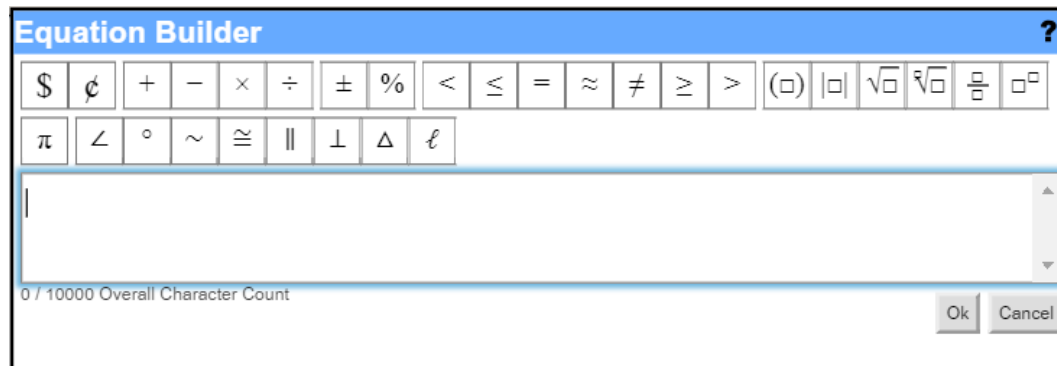 Equation Builder ?
$ ¢ + − × ÷ ± % < ≤ = ≈ ≠ ≥ > (□) |□| √□ ▫√□ □/□ □□
π ∠ ° ~ ≅ ∥ ⊥ Δ ℓ
0 / 10000 Overall Character Count
Ok Cancel